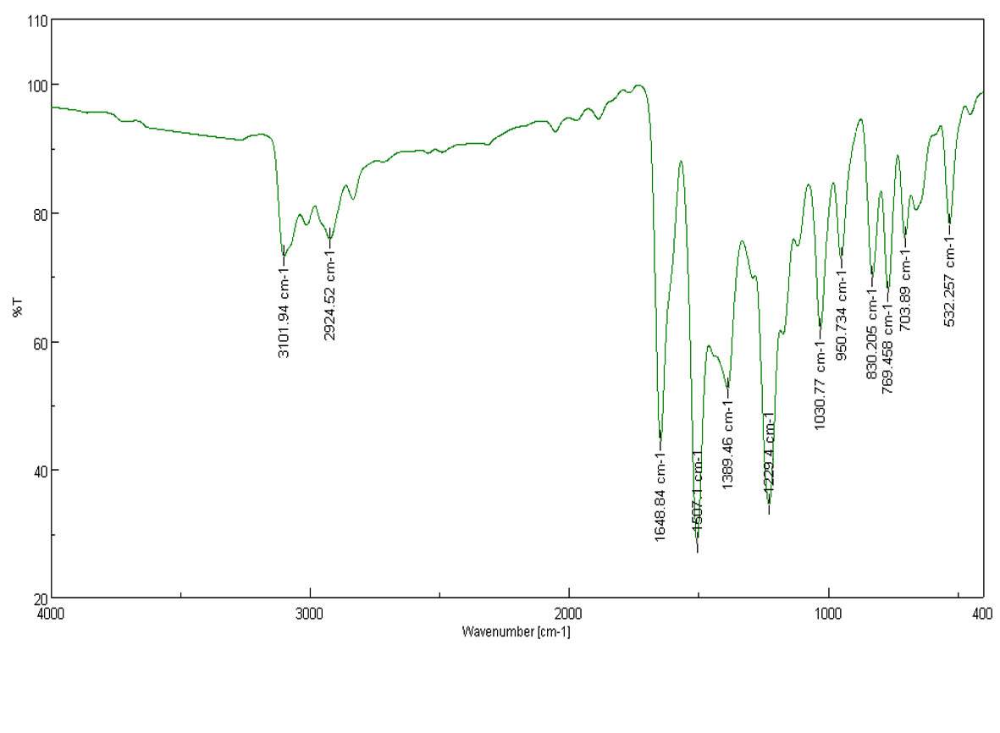 110
100
80
60
40
20
%T
3101.94 cm-1
2924.52 cm-1
1648.84 cm-1
1507.1 cm-1
1389.46 cm-1
1229.4 cm-1
1030.77 cm-1
950.734 cm-1
830.205 cm-1
769.458 cm-1
703.89 cm-1
532.257 cm-1
4000 3000 2000 1000 400
Wavenumber [cm-1]